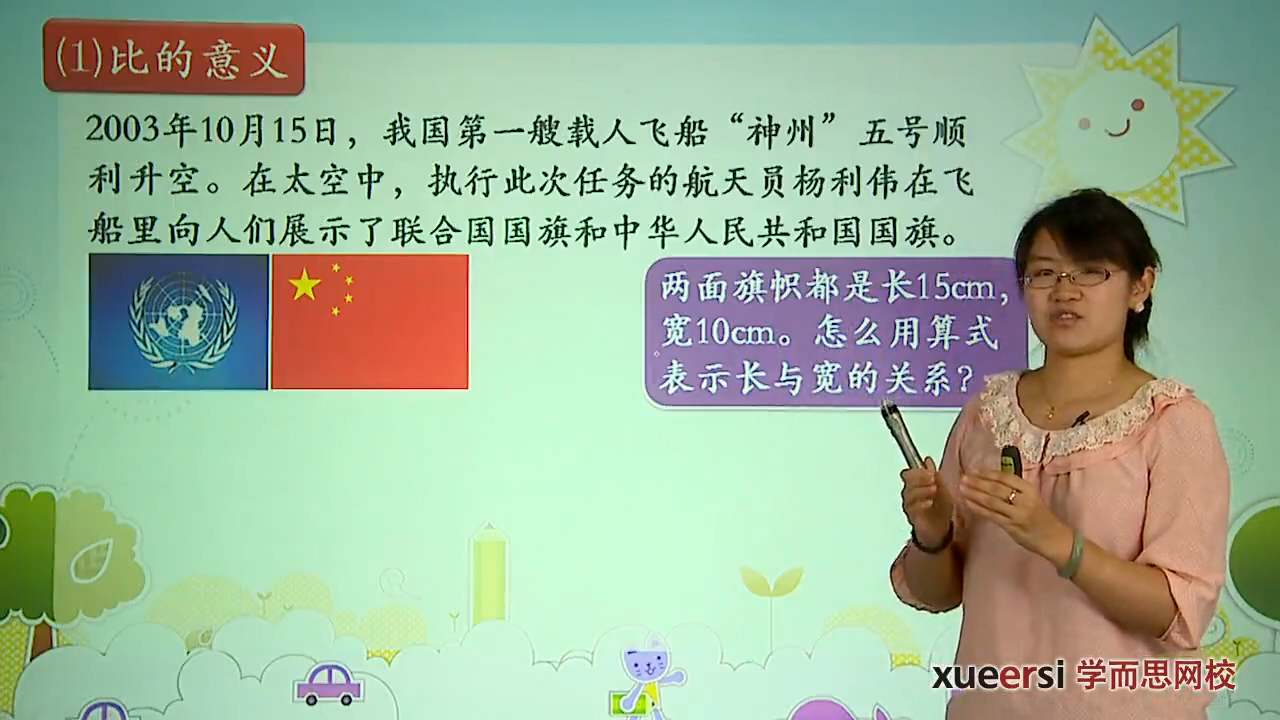 (1)比的意义
2003年10月15日，我国第一艘载人飞船“神州”五号顺
利升空。在太空中，执行此次任务的航天员杨利伟在飞
船里向人们展示了联合国国旗和中华人民共和国国旗。
两面旗帜都是长15cm，
宽10cm。怎么用算式
表示长与宽的关系？
xueersi 学而思网校